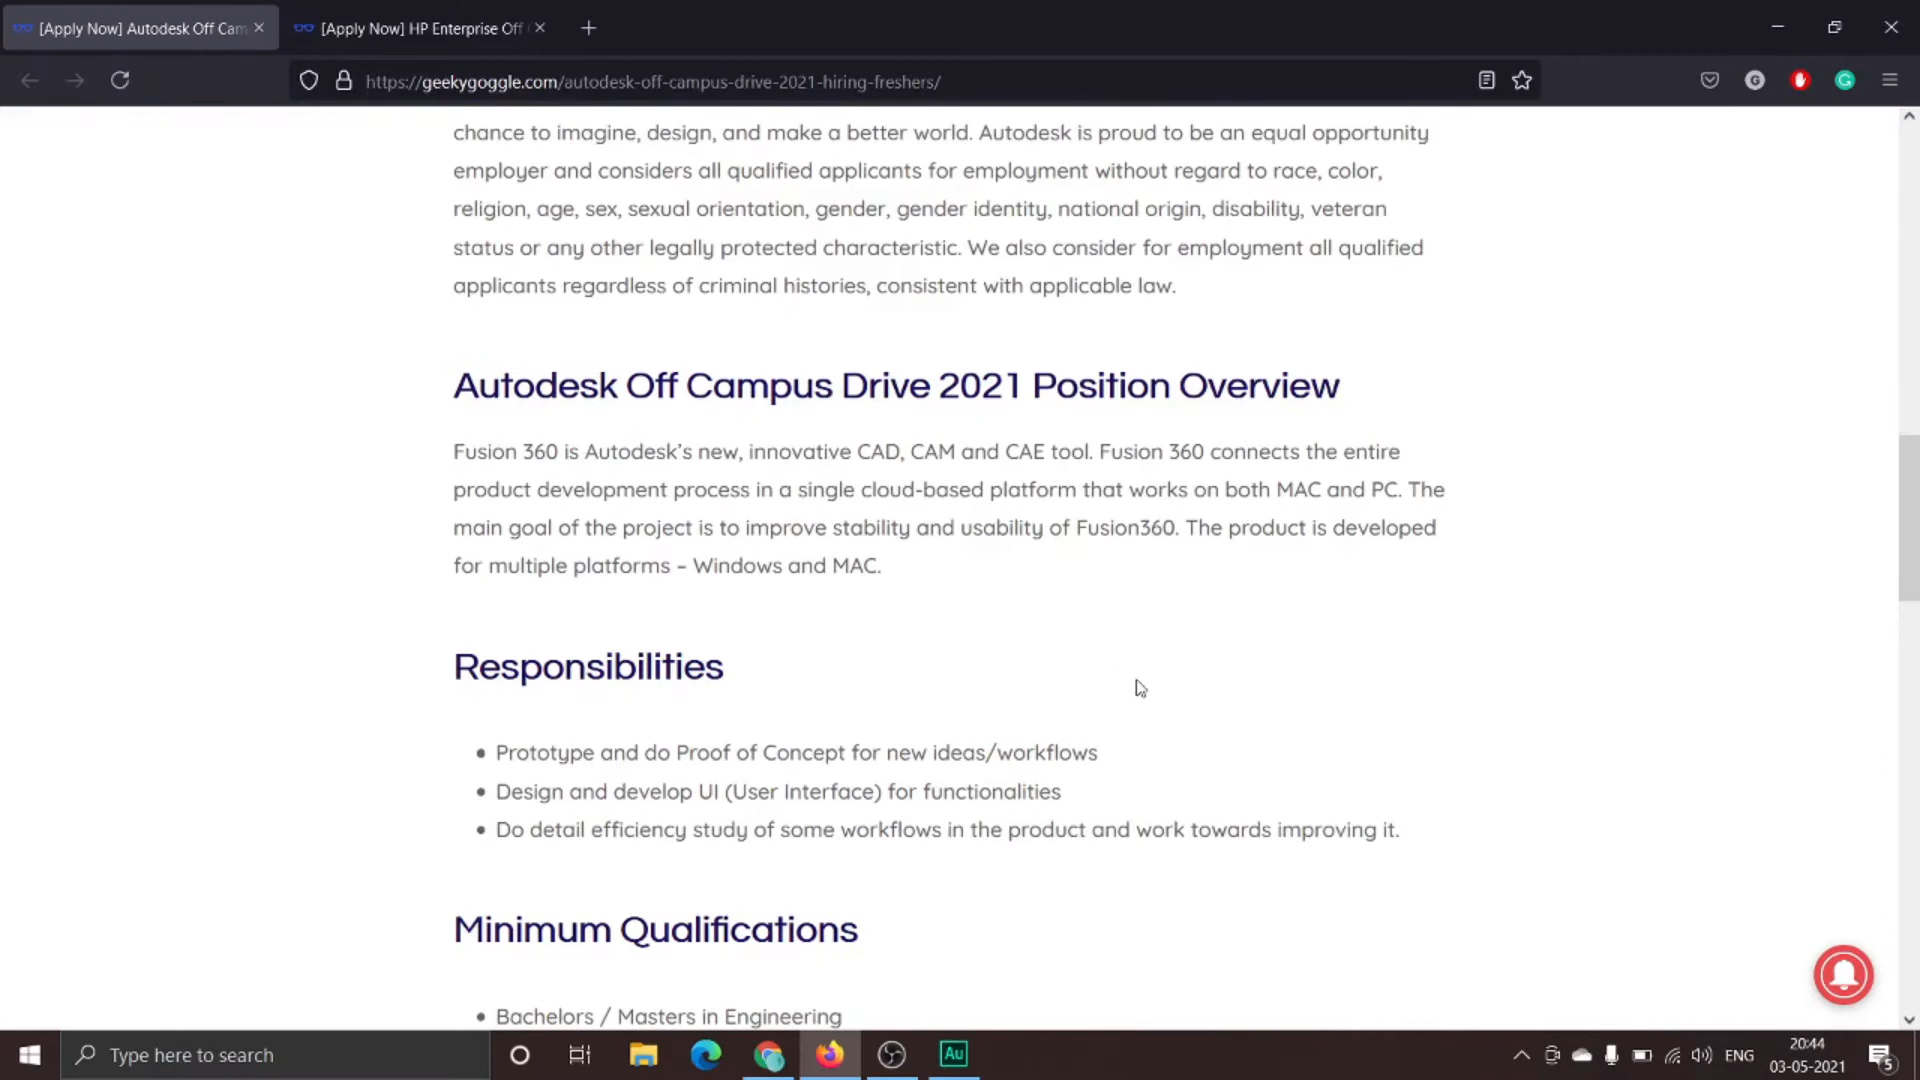 [Apply Now] Autodesk Off Cam
[Apply Now] HP Enterprise Off
https://geekygoggle.com/autodesk-off-campus-drive-2021-hiring-freshers/
chance to imagine, design, and make a better world. Autodesk is proud to be an equal opportunity
employer and considers all qualified applicants for employment without regard to race, color,
religion, age, sex, sexual orientation, gender, gender identity, national origin, disability, veteran
status or any other legally protected characteristic. We also consider for employment all qualified
applicants regardless of criminal histories, consistent with applicable law.
Autodesk Off Campus Drive 2021 Position Overview
Fusion 360 is Autodesk's new, innovative CAD, CAM and CAE tool. Fusion 360 connects the entire
product development process in a single cloud-based platform that works on both MAC and PC. The
main goal of the project is to improve stability and usability of Fusion360. The product is developed
for multiple platforms – Windows and MAC.
Responsibilities
• Prototype and do Proof of Concept for new ideas/workflows
• Design and develop UI (User Interface) for functionalities
• Do detail efficiency study of some workflows in the product and work towards improving it.
Minimum Qualifications
• Bachelors / Masters in Engineering
Type here to search
Au
ENG
20:44
03-05-2021
5